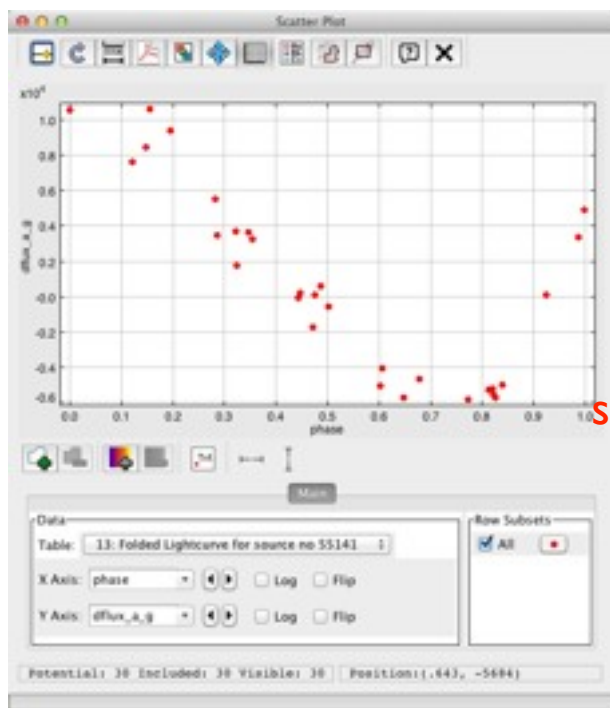 Scatter Plot
x10⁴
1.0
0.8
0.6
0.4
0.2
-0.0
-0.2
-0.4
-0.6
dflux_a_g
0.0 0.1 0.2 0.3 0.4 0.5 0.6 0.7 0.8 0.9 1.0
phase
S
Main
Data
Table: 13: Folded Lightcurve for source no 55141
X Axis: phase Log Flip
Y Axis: dflux_a_g Log Flip
Row Subsets
All
Potential: 30 Included: 30 Visible: 30 Position:(.643, -5604)